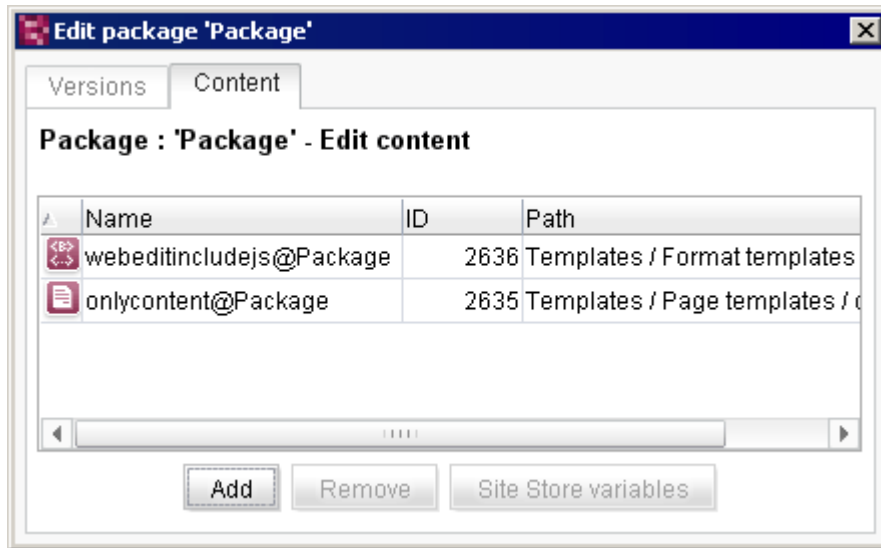 Edit package 'Package'
Versions Content
Package : 'Package' - Edit content
Name ID Path
webeditincludejs@Package 2636 Templates / Format templates
onlycontent@Package 2635 Templates / Page templates /
Add Remove Site Store variables